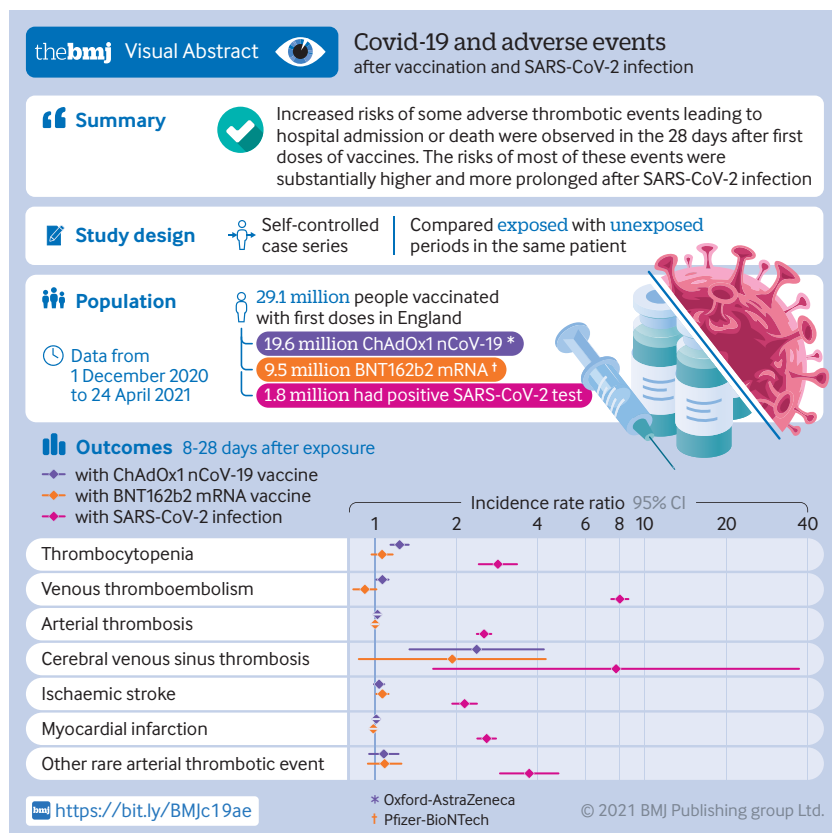 thebmj Visual Abstract
Covid-19 and adverse events
after vaccination and SARS-CoV-2 infection
Summary
Increased risks of some adverse thrombotic events leading to
hospital admission or death were observed in the 28 days after first
doses of vaccines. The risks of most of these events were
substantially higher and more prolonged after SARS-CoV-2 infection
Study design
Self-controlled
case series
Compared exposed with unexposed
periods in the same patient
Population
Data from
1 December 2020
to 24 April 2021
29.1 million people vaccinated
with first doses in England
19.6 million ChAdOx1 nCoV-19 *
9.5 million BNT162b2 mRNA †
1.8 million had positive SARS-CoV-2 test
Outcomes 8-28 days after exposure
with ChAdOx1 nCoV-19 vaccine
with BNT162b2 mRNA vaccine
with SARS-CoV-2 infection
Incidence rate ratio 95% CI
1 2 4 6 8 10 20 40
Thrombocytopenia
Venous thromboembolism
Arterial thrombosis
Cerebral venous sinus thrombosis
Ischaemic stroke
Myocardial infarction
Other rare arterial thrombotic event
bmj https://bit.ly/BMJc19ae
* Oxford-AstraZeneca
† Pfizer-BioNTech
© 2021 BMJ Publishing group Ltd.